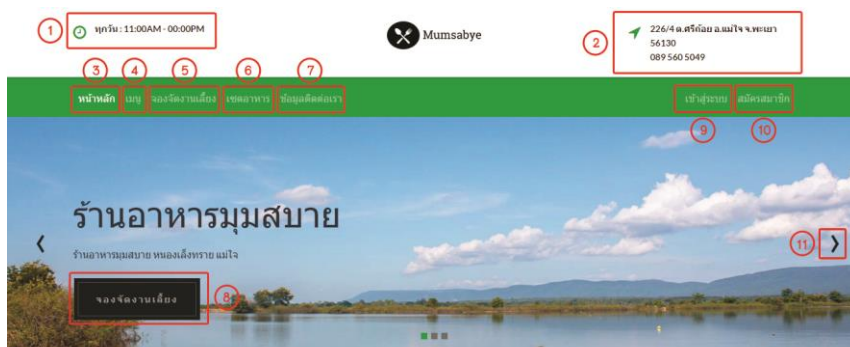 1
ทุกวัน : 11:00AM - 00:00PM
Mumsabye
2
226/4 ต.ศรีถ้อย อ.แม่ใจ จ.พะเยา
56130
089 560 5049
3 4 5 6 7
หน้าหลัก เมนู จองจัดงานเลี้ยง เซตอาหาร ข้อมูลติดต่อเรา เข้าสู่ระบบ สมัครสมาชิก
9 10
ร้านอาหารมุมสบาย
11
ร้านอาหารมุมสบาย หนองเล็งทราย แม่ใจ
จองจัดงานเลี้ยง 8